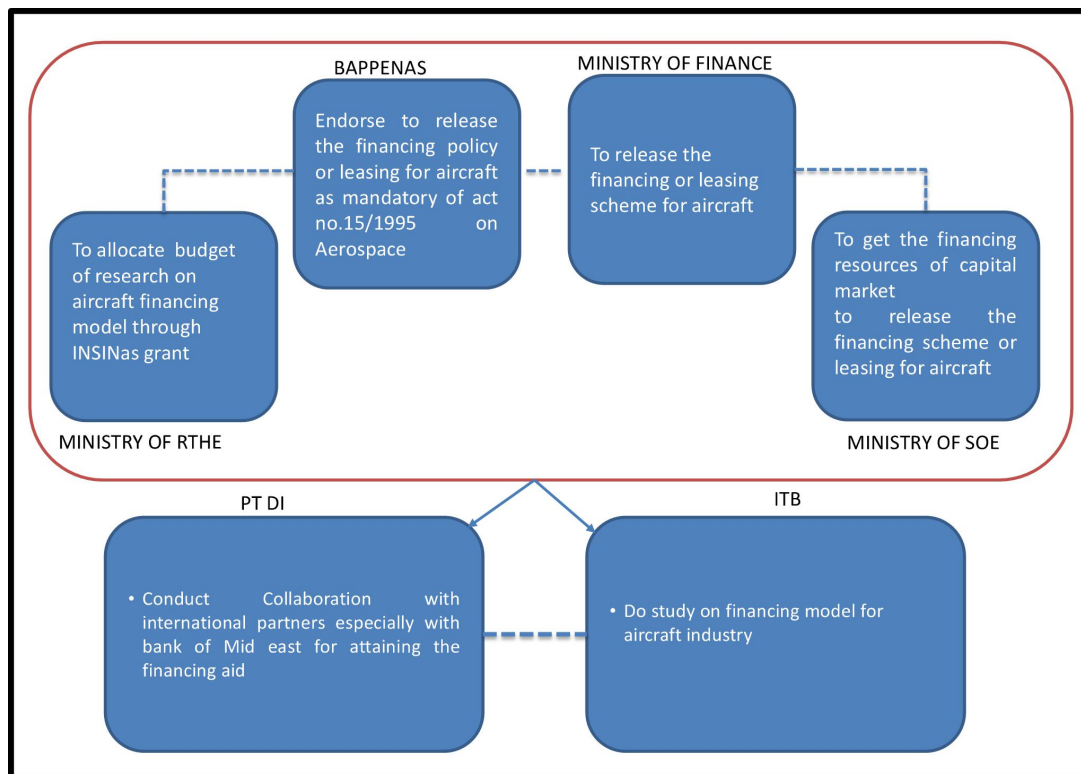 BAPPENAS
Endorse to release
the financing policy
or leasing for aircraft
as mandatory of act
no.15/1995 on
Aerospace
MINISTRY OF FINANCE
To release the
financing or leasing
scheme for aircraft
To allocate budget
of research on
aircraft financing
model through
INSINas grant
MINISTRY OF RTHE
To get the financing
resources of capital
market
to release the
financing scheme or
leasing for aircraft
MINISTRY OF SOE
PT DI
• Conduct Collaboration with
international partners especially with
bank of Mid east for attaining the
financing aid
ITB
• Do study on financing model for
aircraft industry